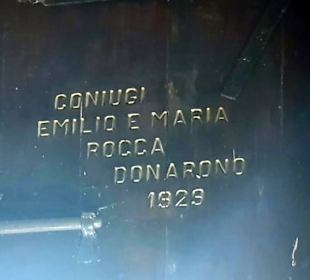 CONIUGI
EMILIO E MARIA
ROCCA
DONARONO
1929